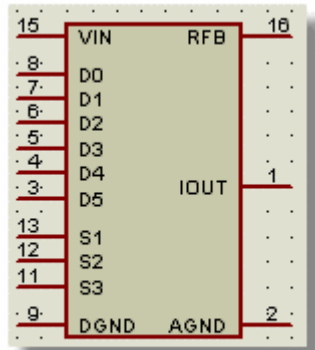 15 VIN RFB 16
8 D0
7 D1
6 D2
5 D3
4 D4
3 D5
IOUT 1
13 S1
12 S2
11 S3
9 DGND AGND 2